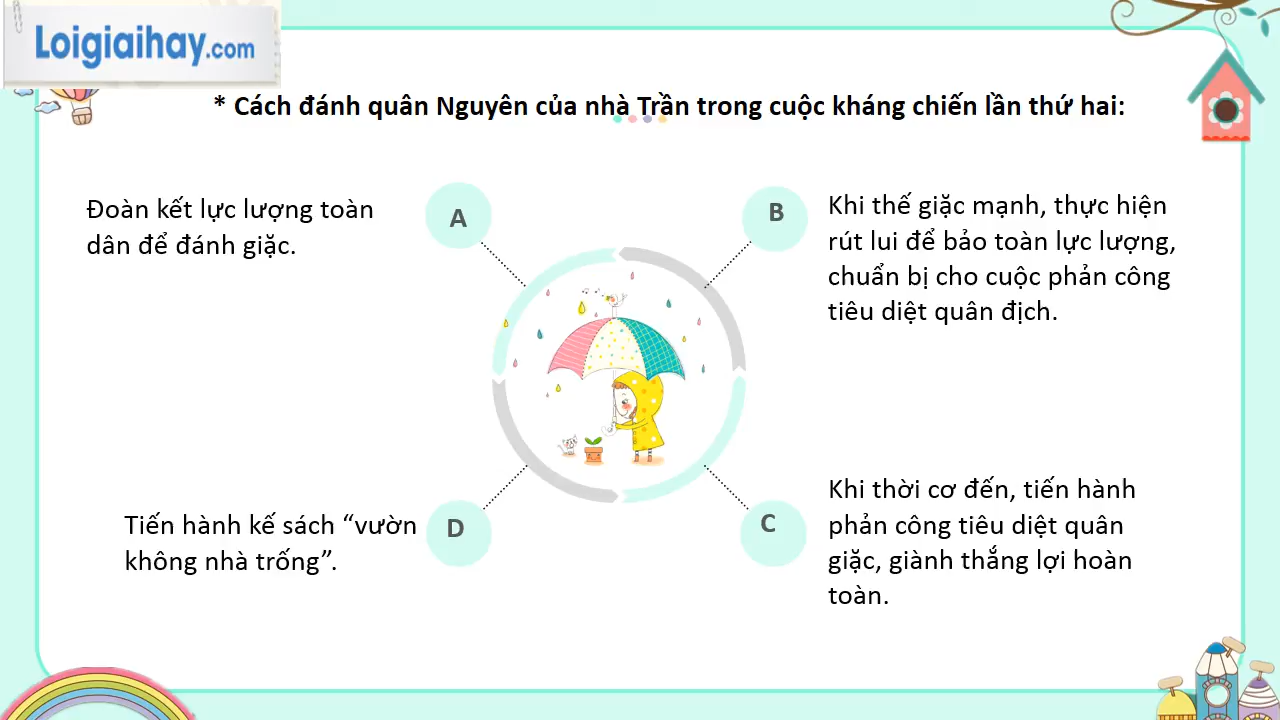 Loigiaihay.com
* Cách đánh quân Nguyên của nhà Trần trong cuộc kháng chiến lần thứ hai:
Đoàn kết lực lượng toàn
dân để đánh giặc.
A
B
Khi thế giặc mạnh, thực hiện
rút lui để bảo toàn lực lượng,
chuẩn bị cho cuộc phản công
tiêu diệt quân địch.
Tiến hành kế sách “vườn
không nhà trống”.
D
C
Khi thời cơ đến, tiến hành
phản công tiêu diệt quân
giặc, giành thắng lợi hoàn
toàn.